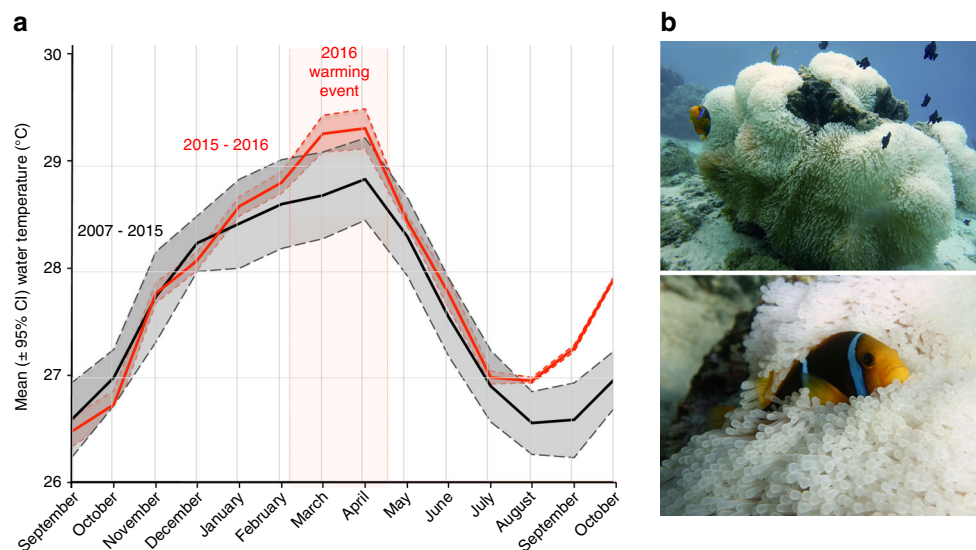 a
b
Mean (± 95% CI) water temperature (°C)
30
29
28
27
26
2016
warming
event
2015 - 2016
2007 - 2015
September
October
November
December
January
February
March
April
May
June
July
August
September
October